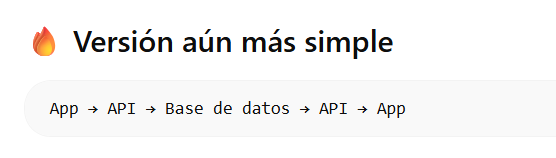 🔥 Versión aún más simple
App → API → Base de datos → API → App